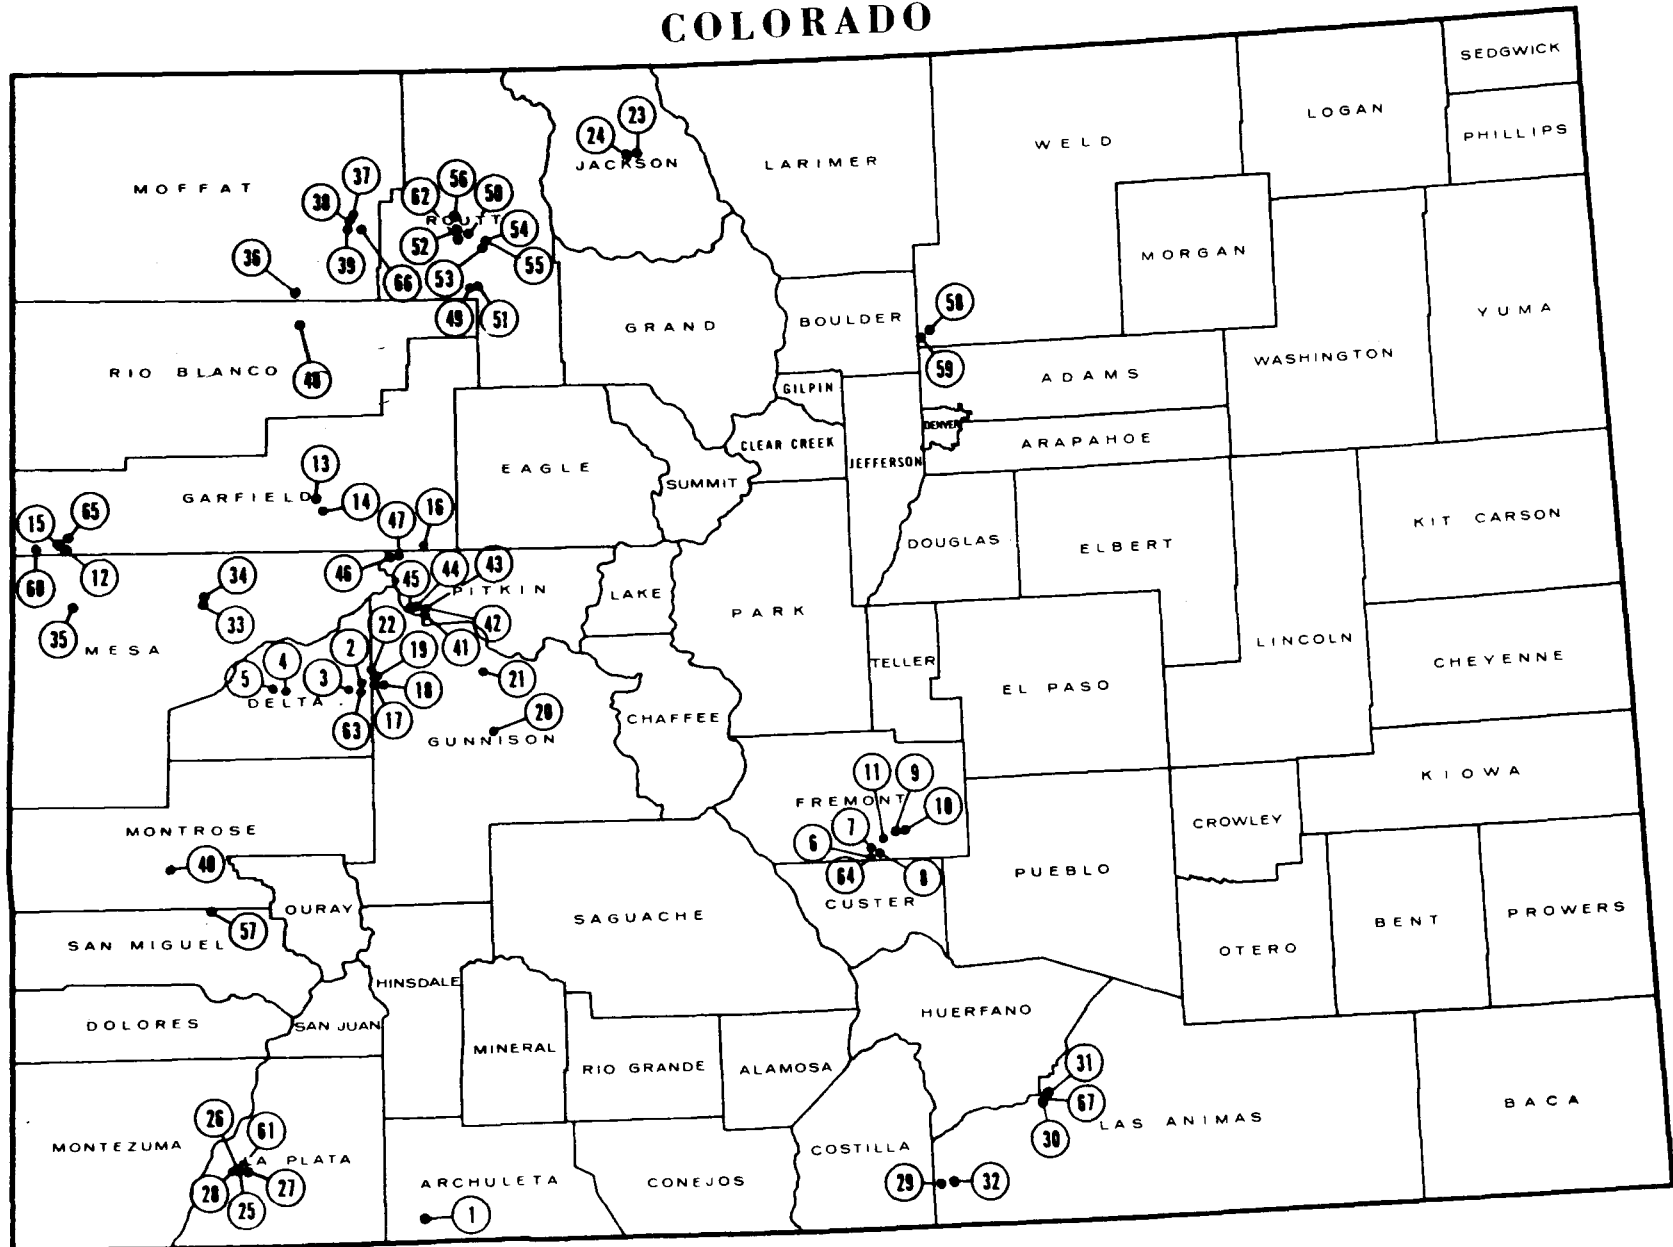 COLORADO
SEDGWICK
LOGAN
PHILLIPS
WELD
LARIMER
JACKSON
23
24
MOFFAT
37
38
39
36
66
ROUTT
56
62
50
54
52
53
55
49
51
MORGAN
YUMA
WASHINGTON
GRAND
BOULDER
58
59
RIO BLANCO
48
GILPIN
ADAMS
DENVER
CLEAR CREEK
ARAPAHOE
JEFFERSON
EAGLE
SUMMIT
GARFIELD
13
14
47
16
65
15
12
60
46
45
44
43
PITKIN
34
33
35
MESA
LAKE
PARK
DOUGLAS
ELBERT
KIT CARSON
LINCOLN
CHEYENNE
TELLER
EL PASO
22
42
41
2
19
4
5
3
18
21
DELTA
63
17
20
GUNNISON
CHAFFEE
KIOWA
FREMONT
11
9
10
7
6
64
8
CROWLEY
MONTROSE
40
OURAY
57
SAN MIGUEL
SAGUACHE
CUSTER
PUEBLO
OTERO
BENT
PROWERS
HINSDALE
DOLORES
SAN JUAN
MINERAL
RIO GRANDE
ALAMOSA
HUERFANO
31
67
30
LAS ANIMAS
BACA
MONTEZUMA
26
61
LA PLATA
28
25
27
ARCHULETA
1
CONEJOS
COSTILLA
29
32